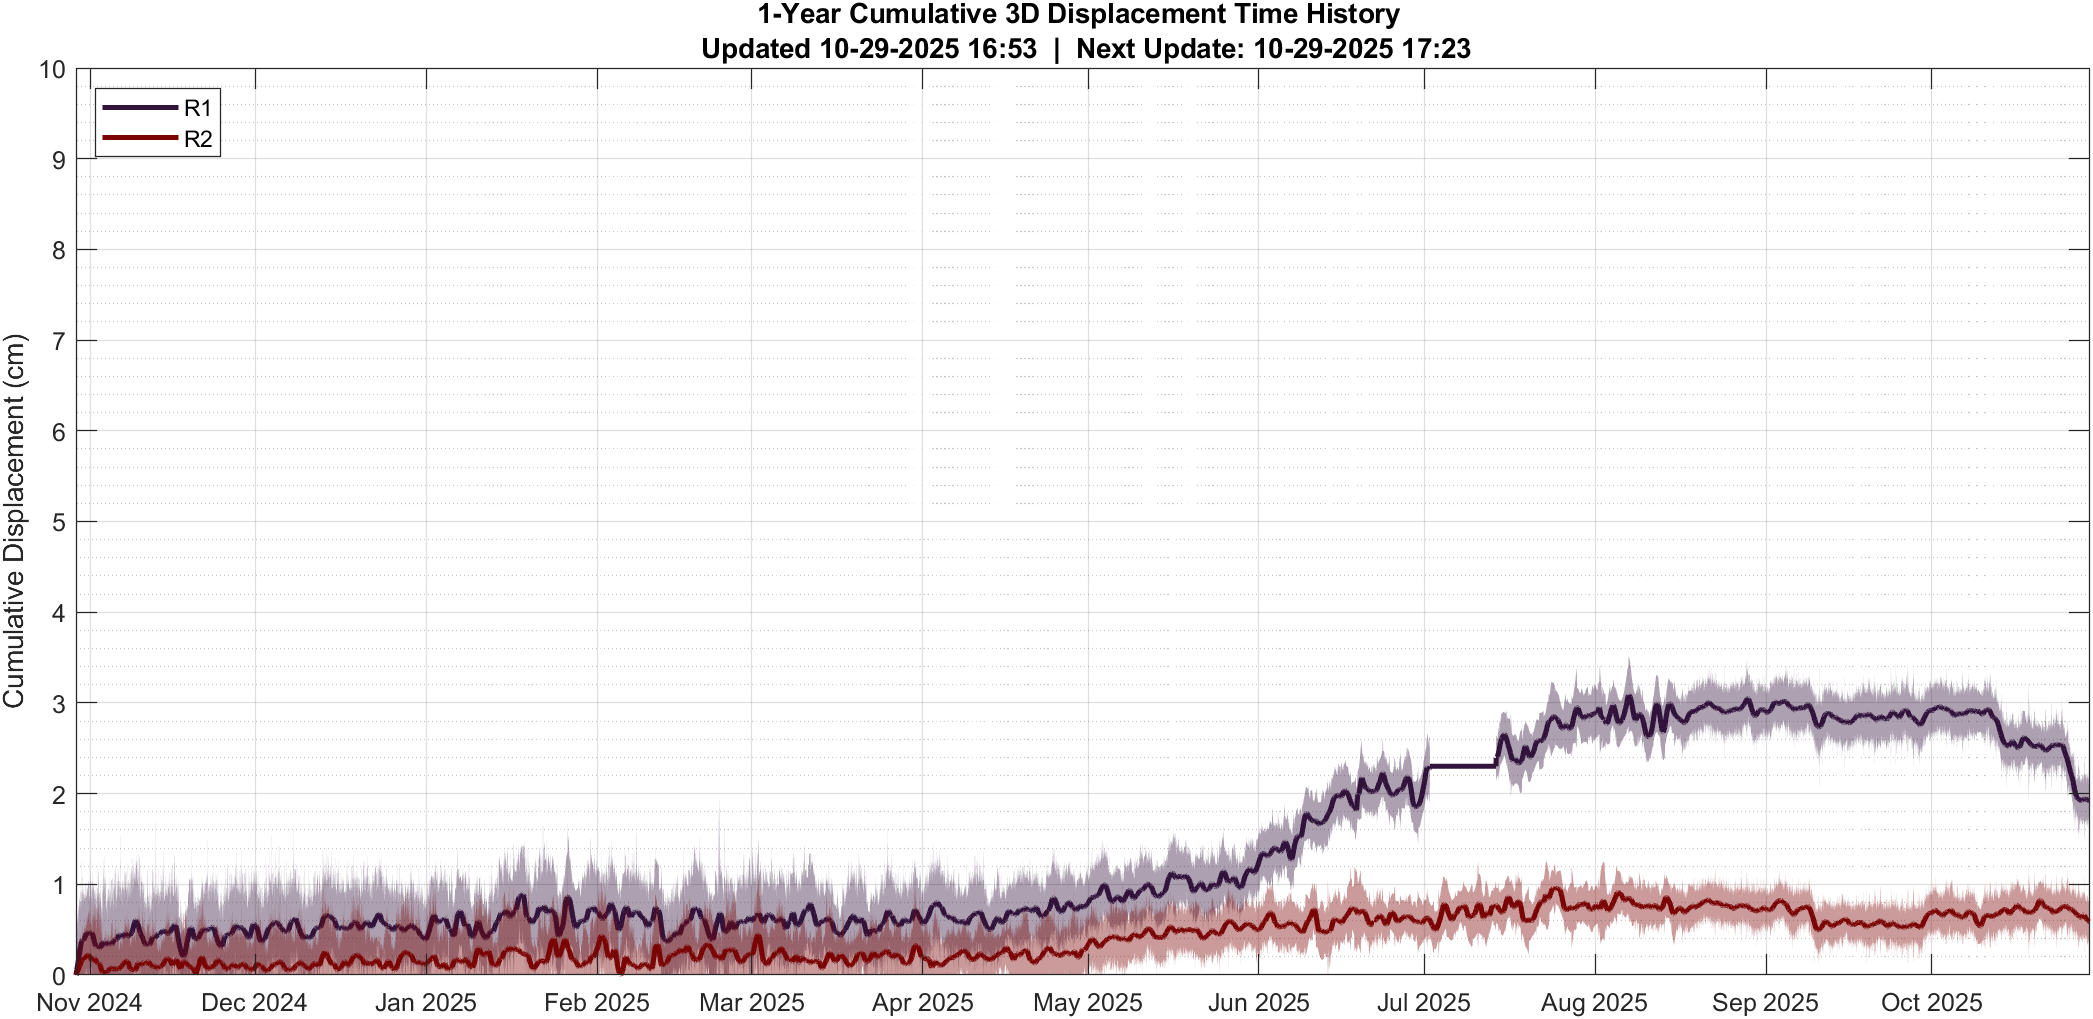 1-Year Cumulative 3D Displacement Time History
Updated 10-29-2025 16:53 | Next Update: 10-29-2025 17:23
R1
R2
Cumulative Displacement (cm)
10
9
8
7
6
5
4
3
2
1
0
Nov 2024 Dec 2024 Jan 2025 Feb 2025 Mar 2025 Apr 2025 May 2025 Jun 2025 Jul 2025 Aug 2025 Sep 2025 Oct 2025